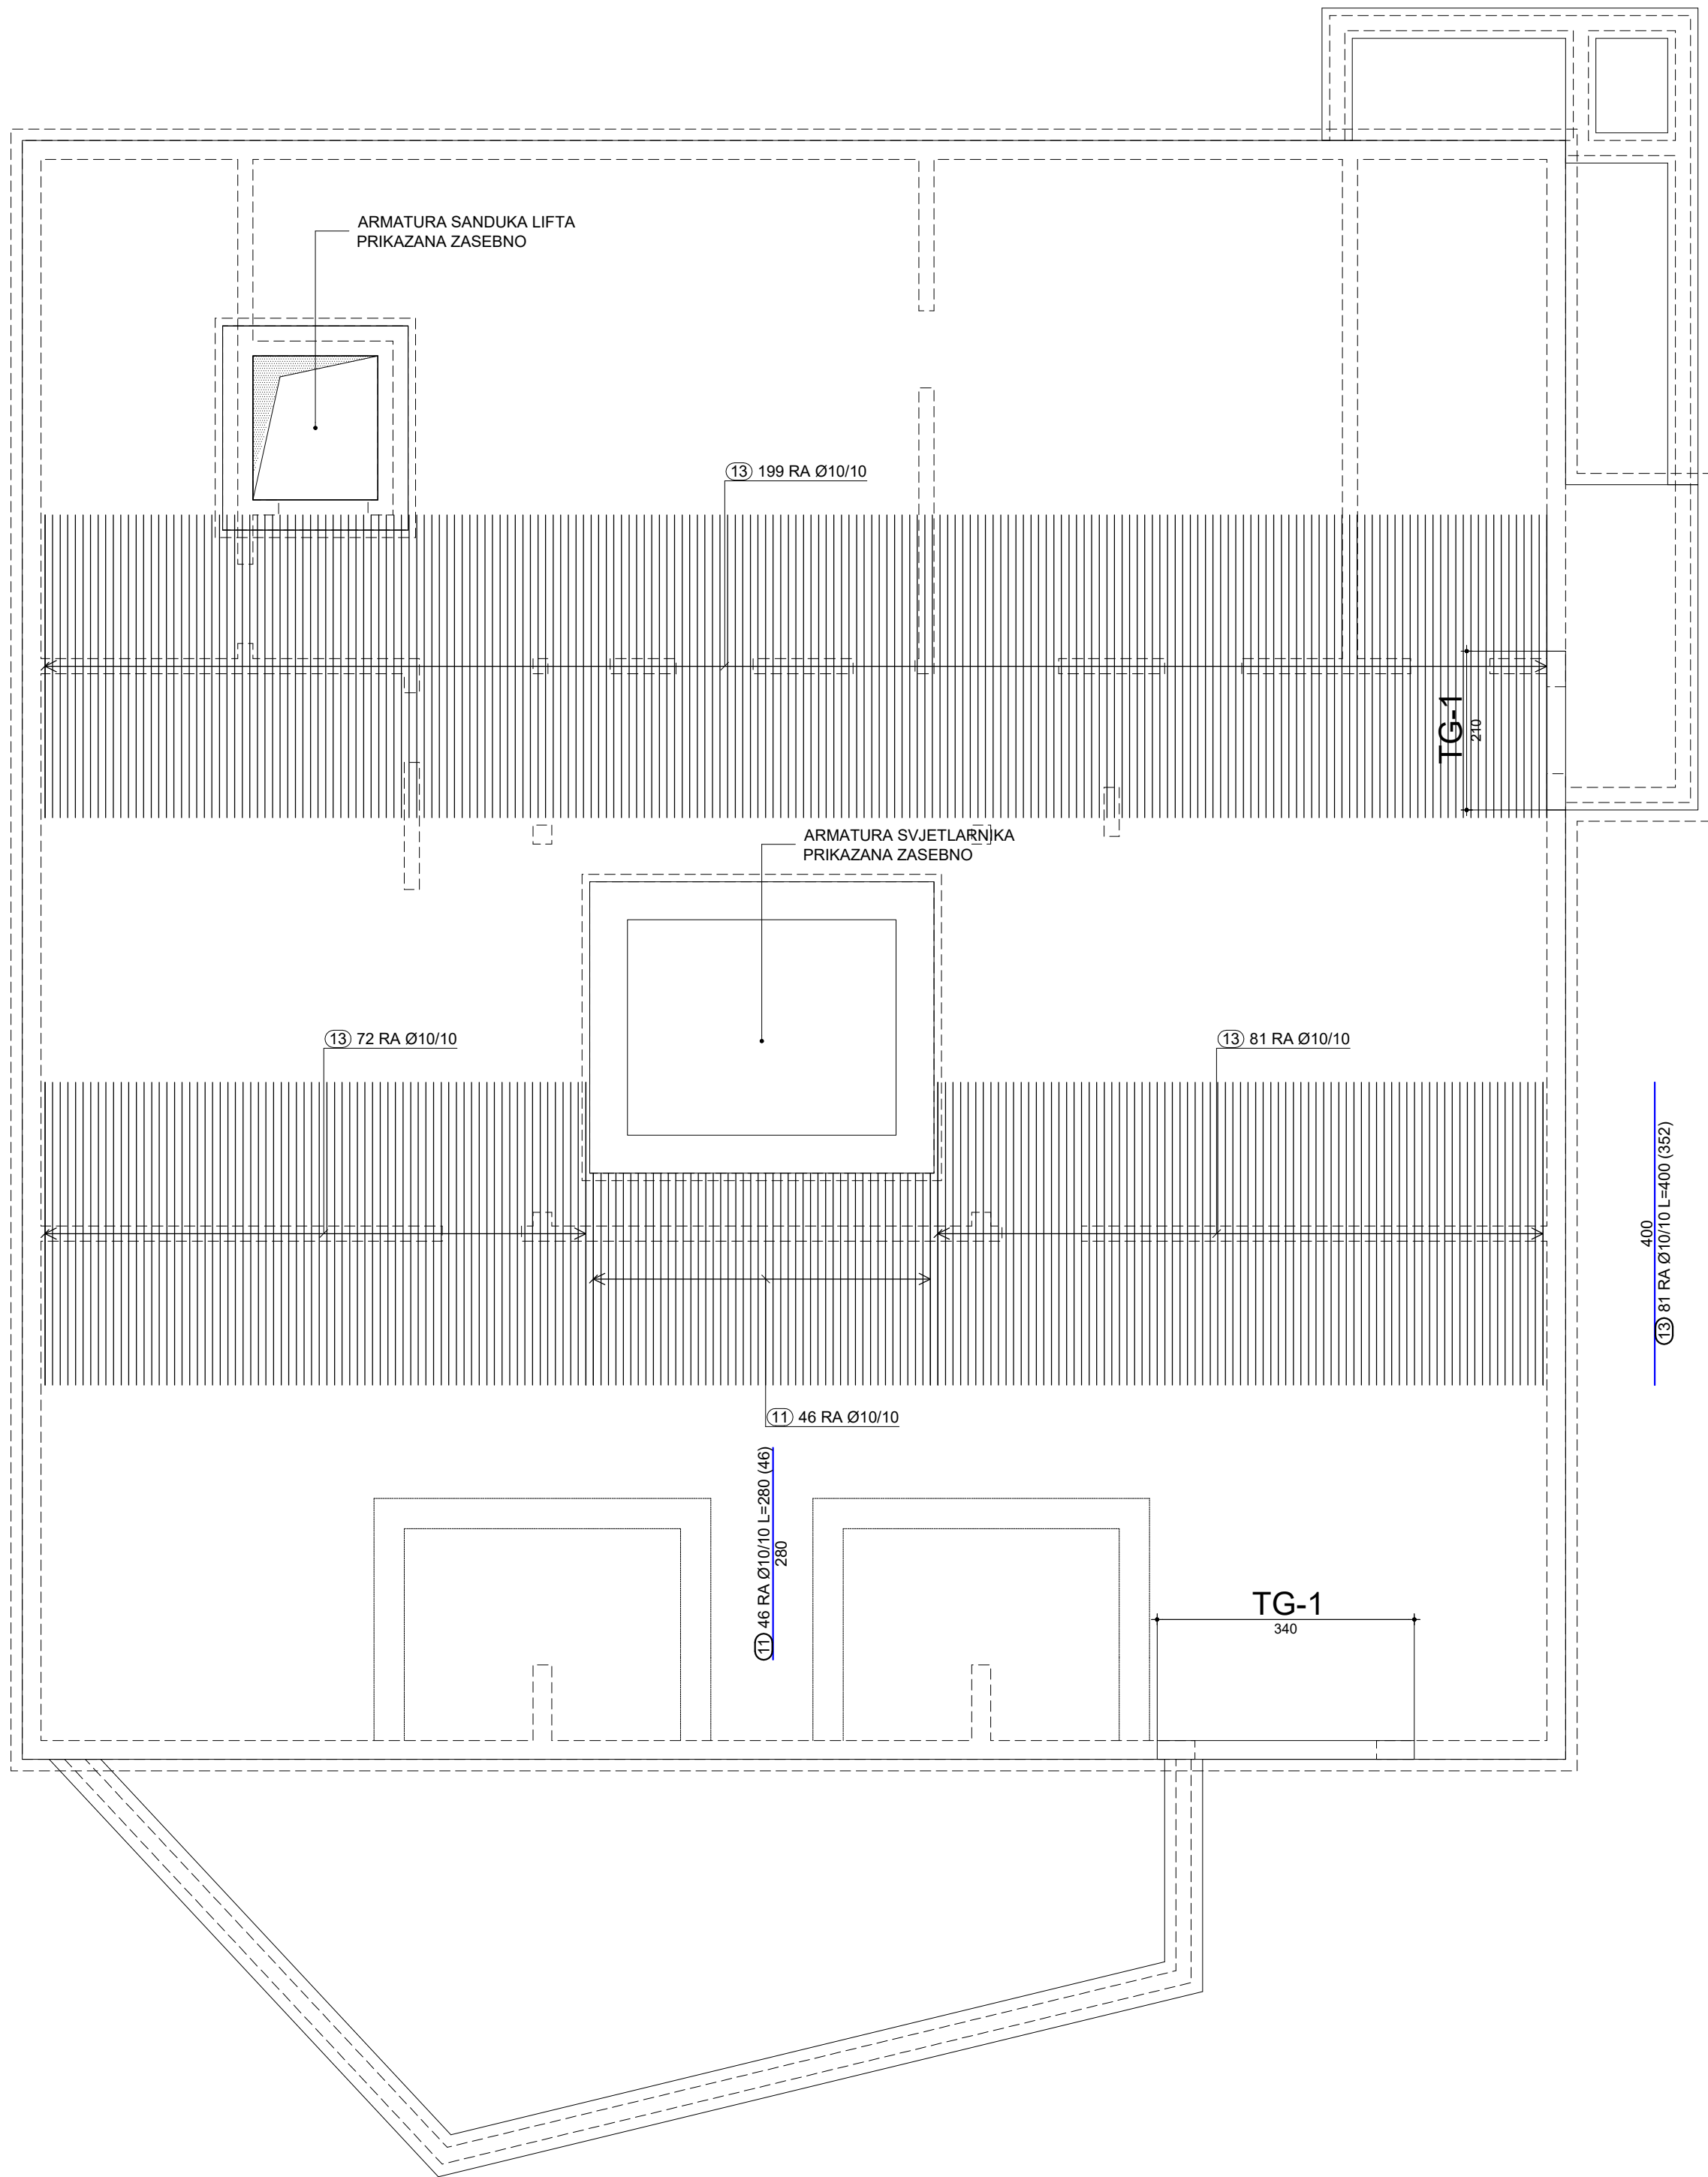 ARMATURA SANDUKA LIFTA
PRIKAZANA ZASEBNO
13 199 RA Ø10/10
TG-1
210
ARMATURA SVJETLARNIKA
PRIKAZANA ZASEBNO
13 72 RA Ø10/10
13 81 RA Ø10/10
400
13 81 RA Ø10/10 L=400 (352)
11 46 RA Ø10/10
11 46 RA Ø10/10 L=280 (46)
280
TG-1
340